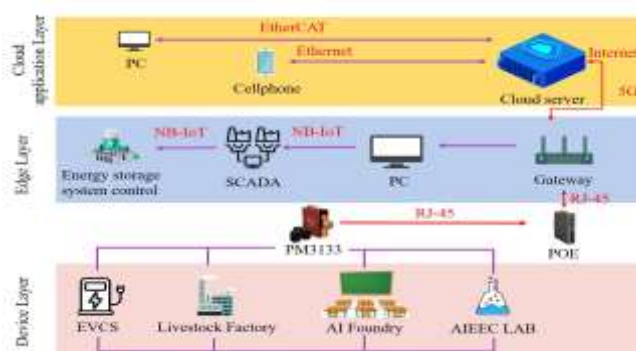 Cloud
application Layer
EtherCAT
PC
Ethernet
Cellphone
Cloud server
Internet
5G
Edge Layer
NB-IoT
NB-IoT
Energy storage
system control
SCADA
PC
Gateway
RJ-45
RJ-45
PM3133
POE
Device Layer
EVCS
Livestock Factory
AI Foundry
AIEEC LAB